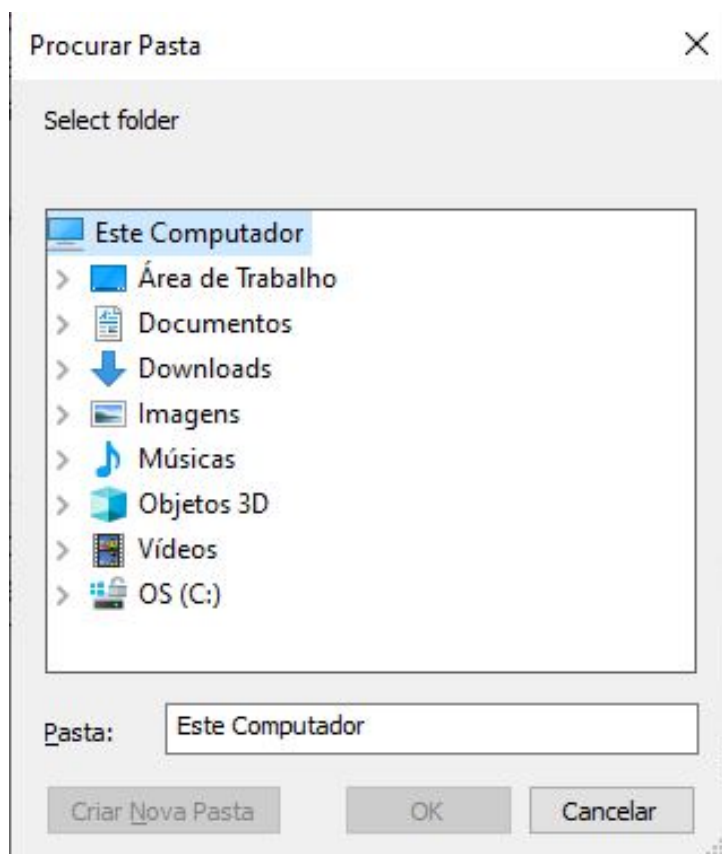 Procurar Pasta
Select folder
Este Computador
Área de Trabalho
Documentos
Downloads
Imagens
Músicas
Objetos 3D
Vídeos
OS (C:)
Pasta: Este Computador
Criar Nova Pasta OK Cancelar